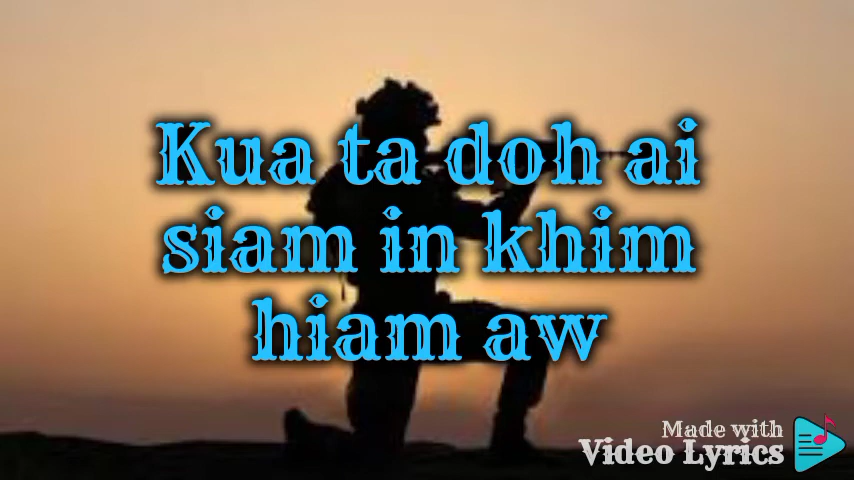 Kua ta doh ai
siam in khim
hiam aw
Made with
Video Lyrics